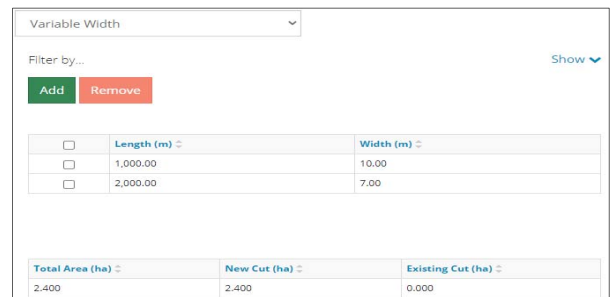 Variable Width
Filter by...
Show
Add Remove
Length (m) Width (m)
1,000.00 10.00
2,000.00 7.00
Total Area (ha) New Cut (ha) Existing Cut (ha)
2.400 2.400 0.000